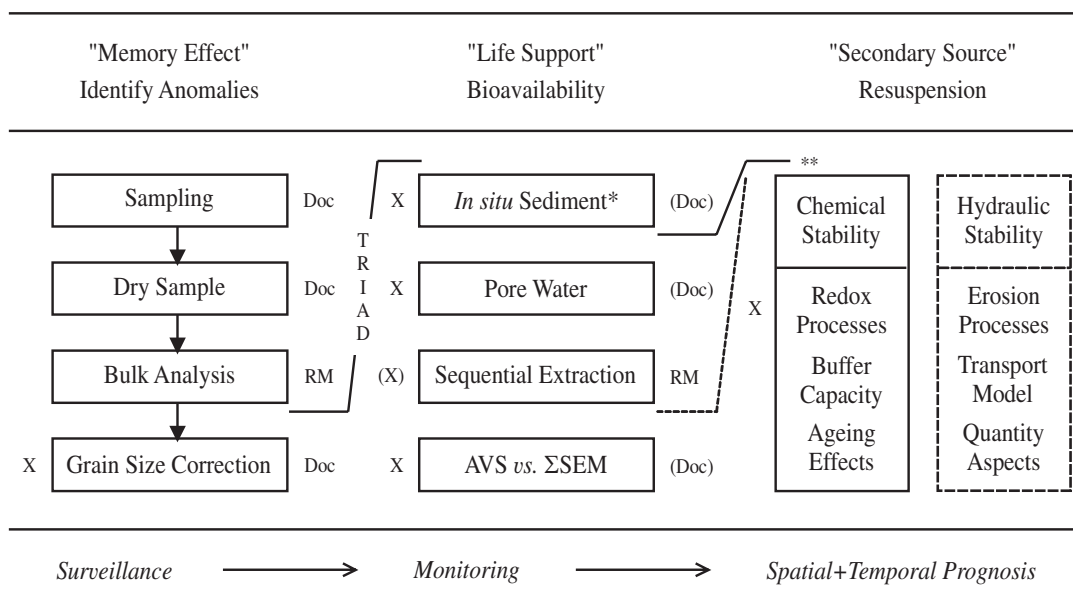 "Memory Effect"
Identify Anomalies
"Life Support"
Bioavailability
"Secondary Source"
Resuspension
Sampling Doc
Dry Sample Doc
Bulk Analysis RM
X Grain Size Correction Doc
TRIAD
X In situ Sediment* (Doc)
X Pore Water (Doc)
(X) Sequential Extraction RM
X AVS vs. ΣSEM (Doc)
**
X
Chemical
Stability
Redox
Processes
Buffer
Capacity
Ageing
Effects
Hydraulic
Stability
Erosion
Processes
Transport
Model
Quantity
Aspects
Surveillance Monitoring Spatial+Temporal Prognosis